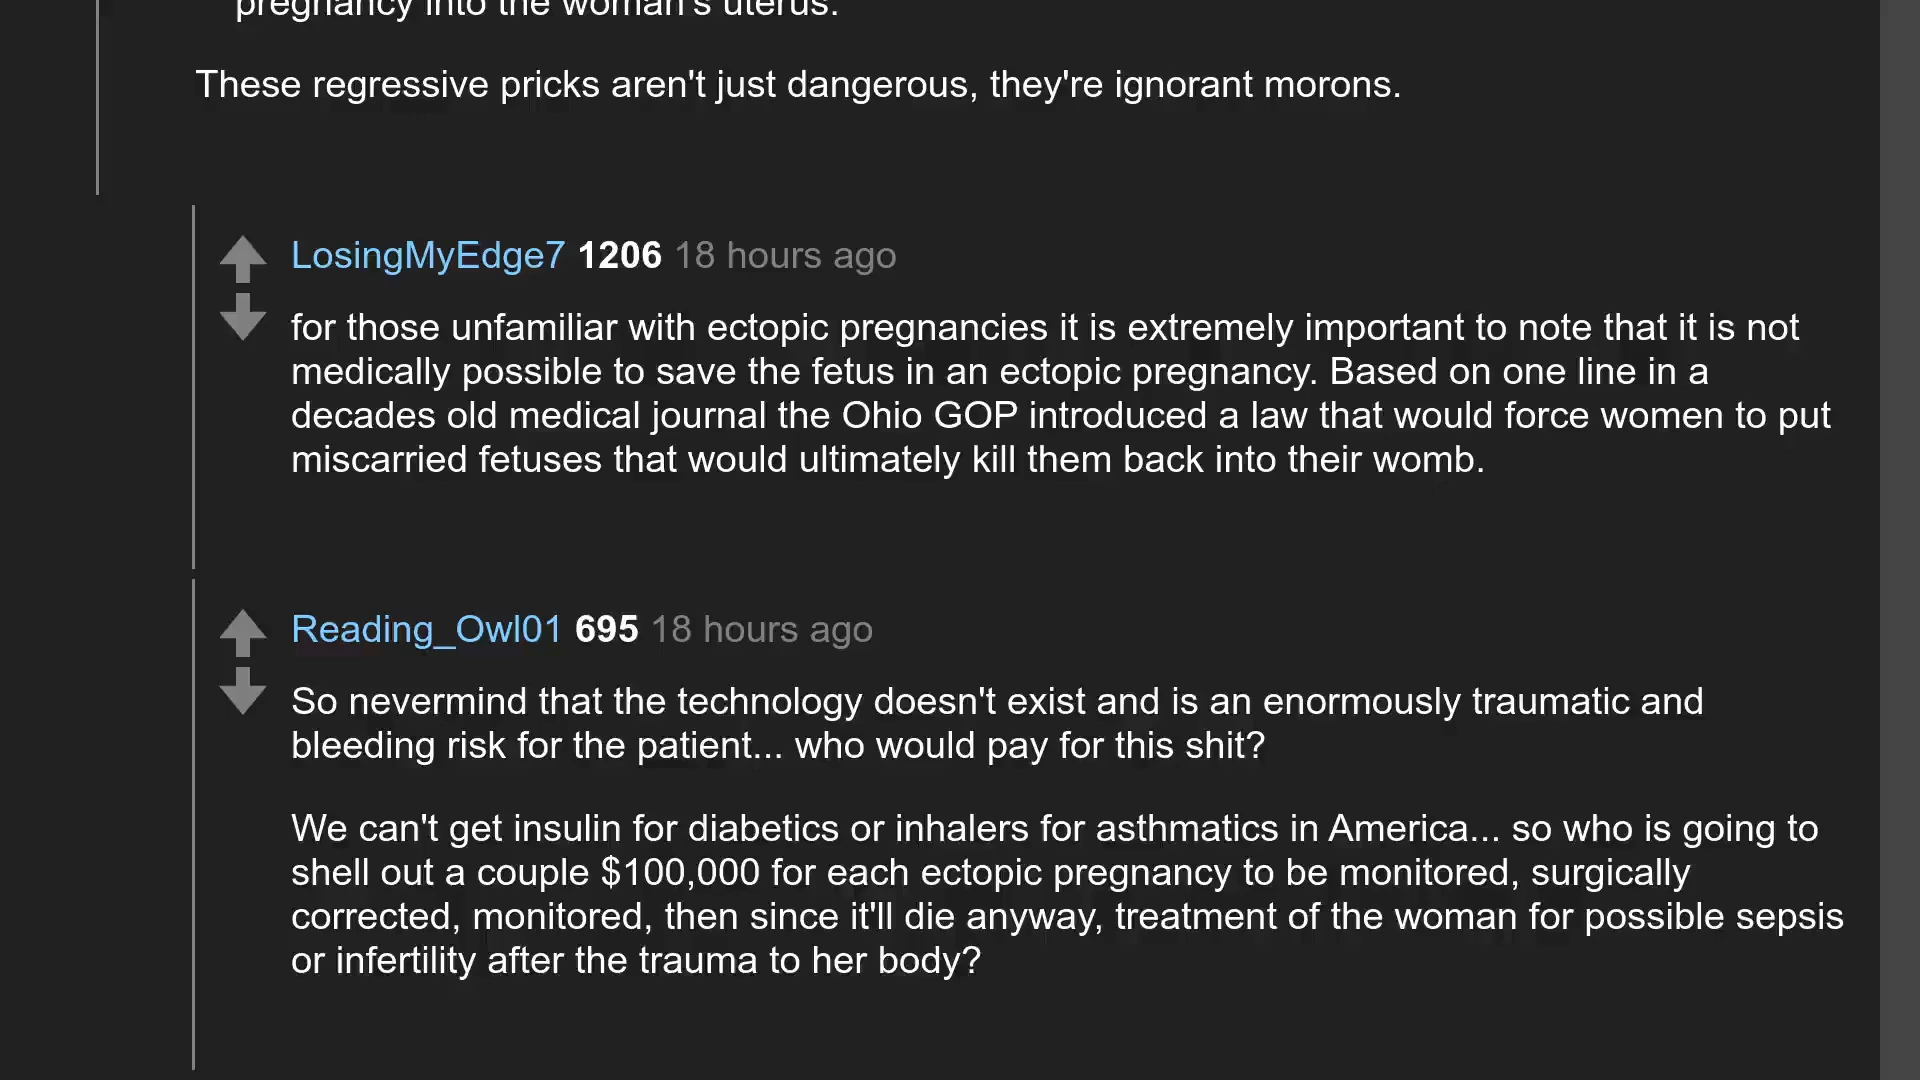 pregnancy into the woman's uterus.
These regressive pricks aren't just dangerous, they're ignorant morons.
LosingMyEdge7 1206 18 hours ago
for those unfamiliar with ectopic pregnancies it is extremely important to note that it is not
medically possible to save the fetus in an ectopic pregnancy. Based on one line in a
decades old medical journal the Ohio GOP introduced a law that would force women to put
miscarried fetuses that would ultimately kill them back into their womb.
Reading_Owl01 695 18 hours ago
So nevermind that the technology doesn't exist and is an enormously traumatic and
bleeding risk for the patient... who would pay for this shit?
We can't get insulin for diabetics or inhalers for asthmatics in America... so who is going to
shell out a couple $100,000 for each ectopic pregnancy to be monitored, surgically
corrected, monitored, then since it'll die anyway, treatment of the woman for possible sepsis
or infertility after the trauma to her body?